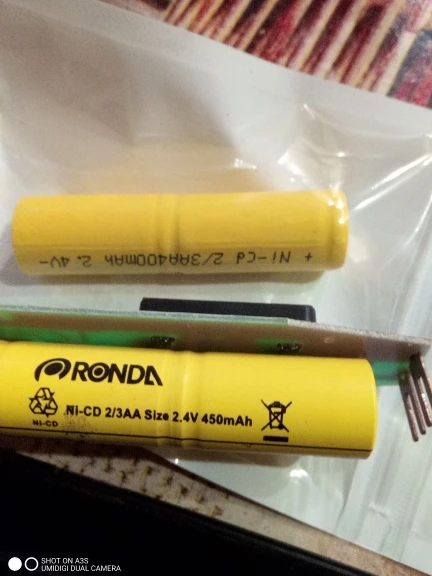 + Ni-Cd 2/3AA400mAh 2.4V-
RONDA
NI-CD
Ni-CD 2/3AA Size 2.4V 450mAh
SHOT ON A3S
UMIDIGI DUAL CAMERA